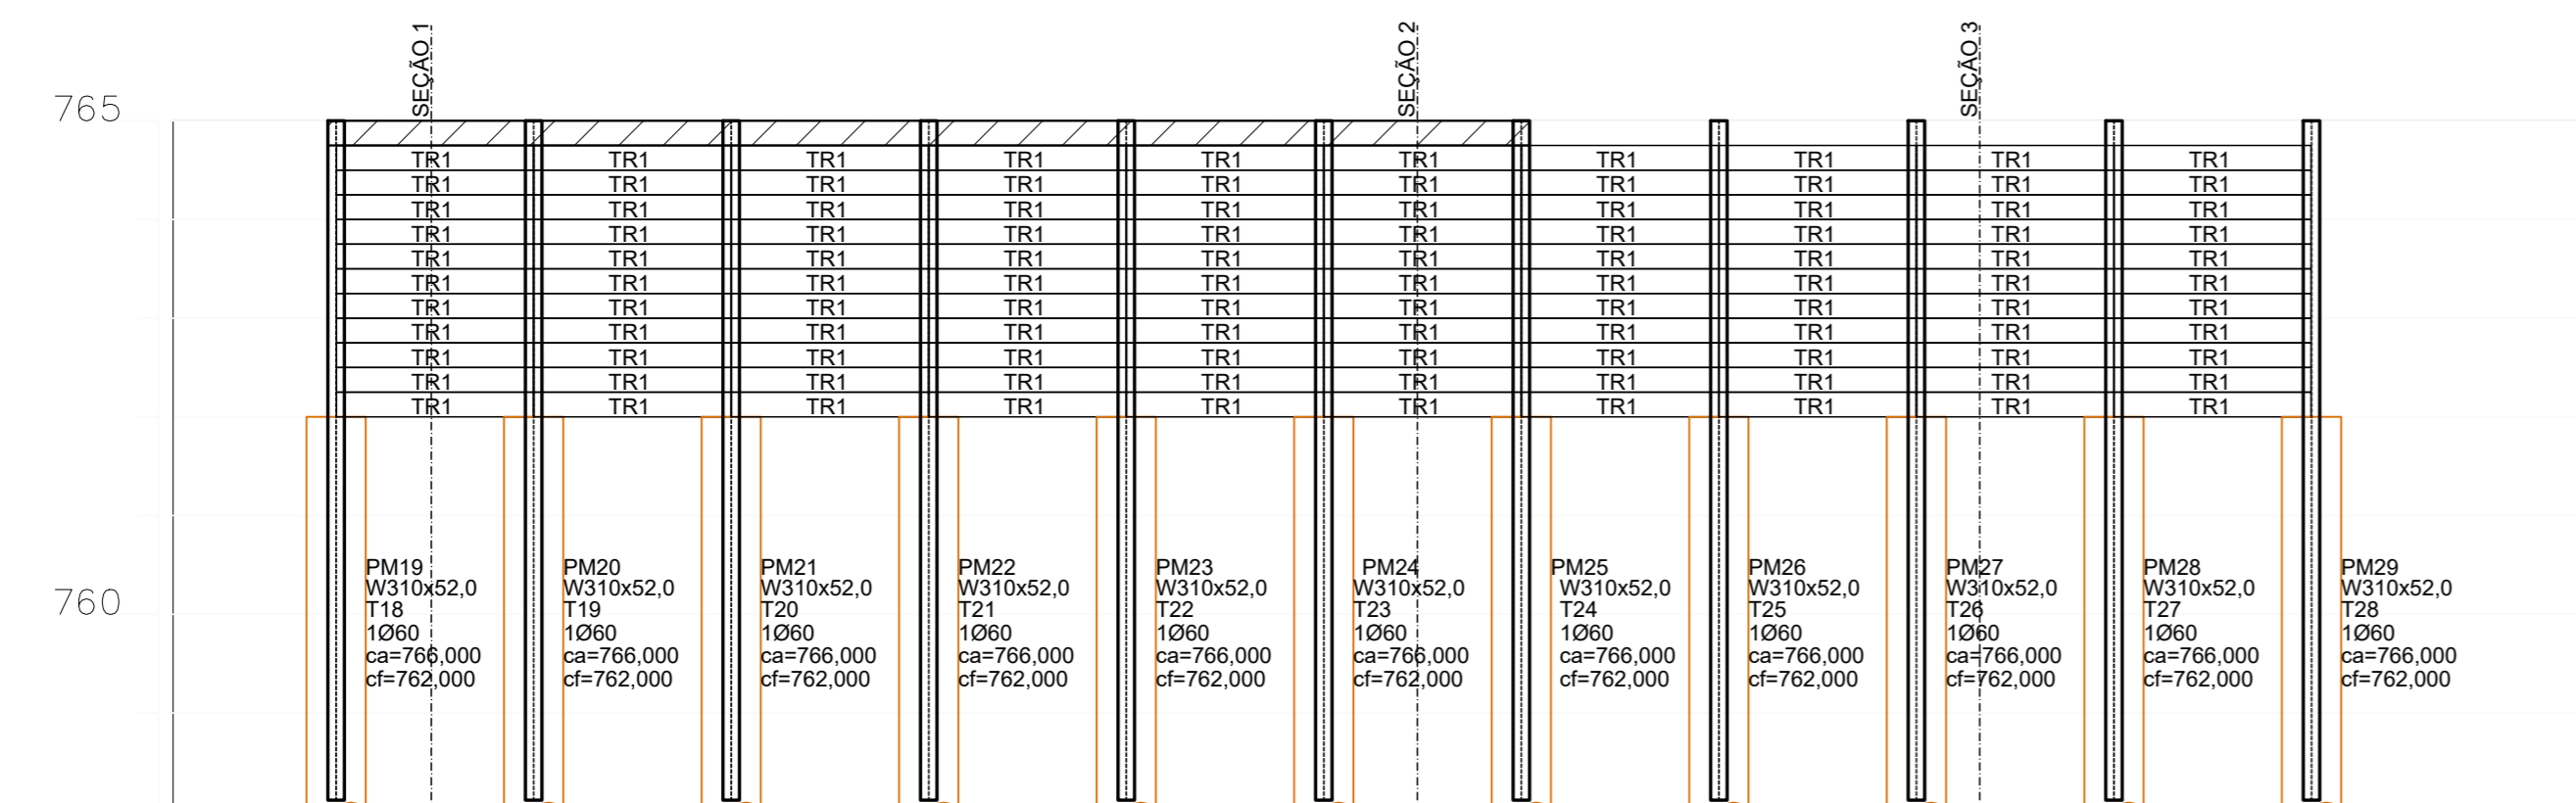 SEÇÃO 1
SEÇÃO 2
SEÇÃO 3
765
TR1 TR1 TR1 TR1 TR1 TR1 TR1 TR1 TR1 TR1
TR1 TR1 TR1 TR1 TR1 TR1 TR1 TR1 TR1 TR1
TR1 TR1 TR1 TR1 TR1 TR1 TR1 TR1 TR1 TR1
TR1 TR1 TR1 TR1 TR1 TR1 TR1 TR1 TR1 TR1
TR1 TR1 TR1 TR1 TR1 TR1 TR1 TR1 TR1 TR1
TR1 TR1 TR1 TR1 TR1 TR1 TR1 TR1 TR1 TR1
TR1 TR1 TR1 TR1 TR1 TR1 TR1 TR1 TR1 TR1
TR1 TR1 TR1 TR1 TR1 TR1 TR1 TR1 TR1 TR1
TR1 TR1 TR1 TR1 TR1 TR1 TR1 TR1 TR1 TR1
TR1 TR1 TR1 TR1 TR1 TR1 TR1 TR1 TR1 TR1
TR1 TR1 TR1 TR1 TR1 TR1 TR1 TR1 TR1 TR1
760
PM19
W310x52,0
T18
1Ø60
ca=766,000
cf=762,000
PM20
W310x52,0
T19
1Ø60
ca=766,000
cf=762,000
PM21
W310x52,0
T20
1Ø60
ca=766,000
cf=762,000
PM22
W310x52,0
T21
1Ø60
ca=766,000
cf=762,000
PM23
W310x52,0
T22
1Ø60
ca=766,000
cf=762,000
PM24
W310x52,0
T23
1Ø60
ca=766,000
cf=762,000
PM25
W310x52,0
T24
1Ø60
ca=766,000
cf=762,000
PM26
W310x52,0
T25
1Ø60
ca=766,000
cf=762,000
PM27
W310x52,0
T26
1Ø60
ca=766,000
cf=762,000
PM28
W310x52,0
T27
1Ø60
ca=766,000
cf=762,000
PM29
W310x52,0
T28
1Ø60
ca=766,000
cf=762,000